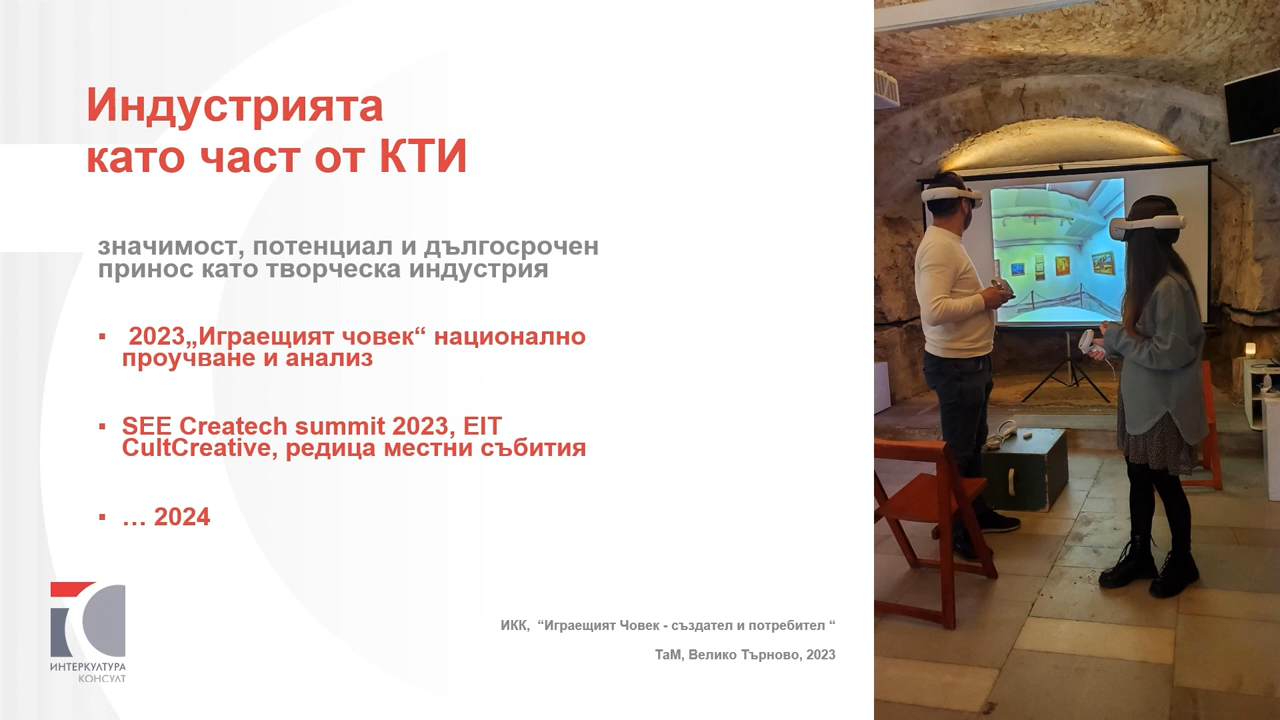 Индустрията
като част от КТИ
значимост, потенциал и дългосрочен
принос като творческа индустрия
▪ 2023„Играещият човек“ национално
проучване и анализ
▪ SEE Createch summit 2023, EIT
CultCreative, редица местни събития
▪ … 2024
ИНТЕРКУЛТУРА
КОНСУЛТ
ИКК, “Играещият Човек - създател и потребител “
ТаМ, Велико Търново, 2023